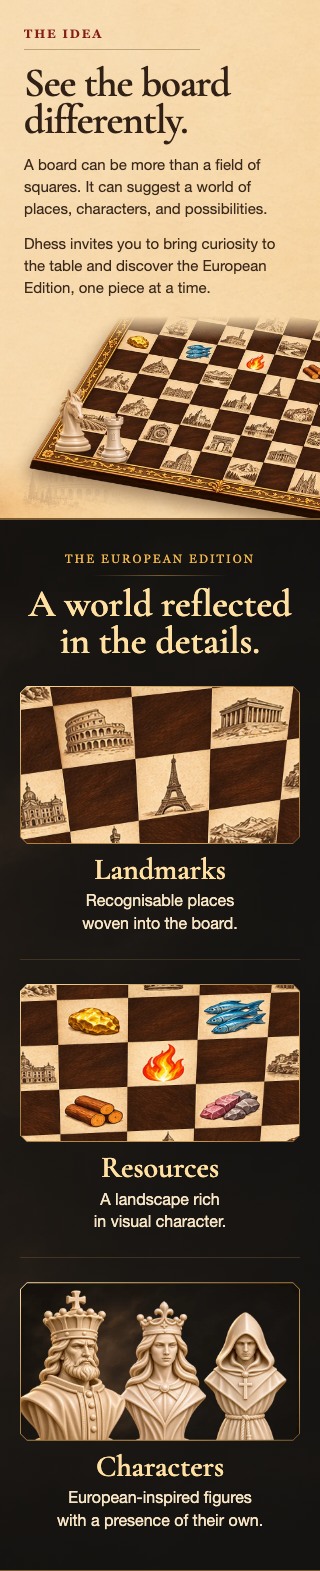 THE IDEA
See the board
differently.
A board can be more than a field of
squares. It can suggest a world of
places, characters, and possibilities.
Dhess invites you to bring curiosity to
the table and discover the European
Edition, one piece at a time.
THE EUROPEAN EDITION
A world reflected
in the details.
Landmarks
Recognisable places
woven into the board.
Resources
A landscape rich
in visual character.
Characters
European-inspired figures
with a presence of their own.